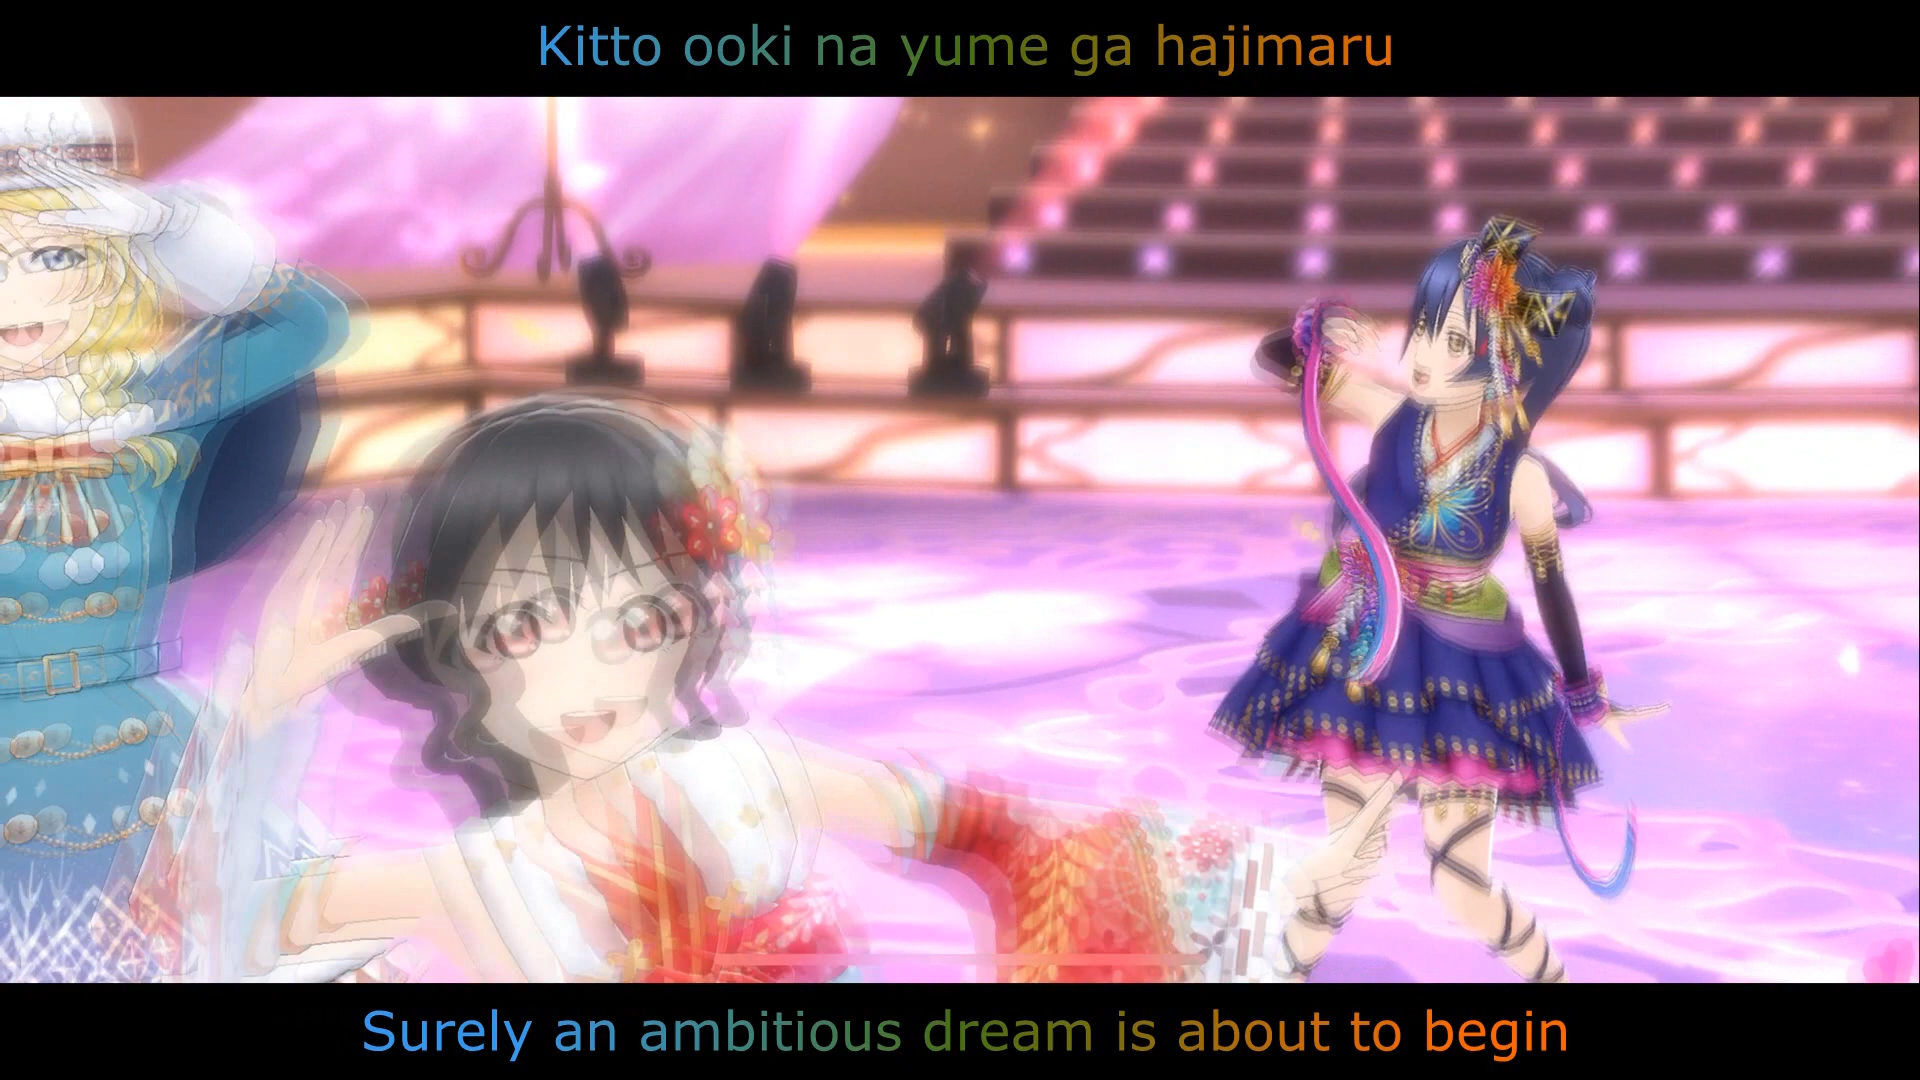 Kitto ooki na yume ga hajimaru
Surely an ambitious dream is about to begin